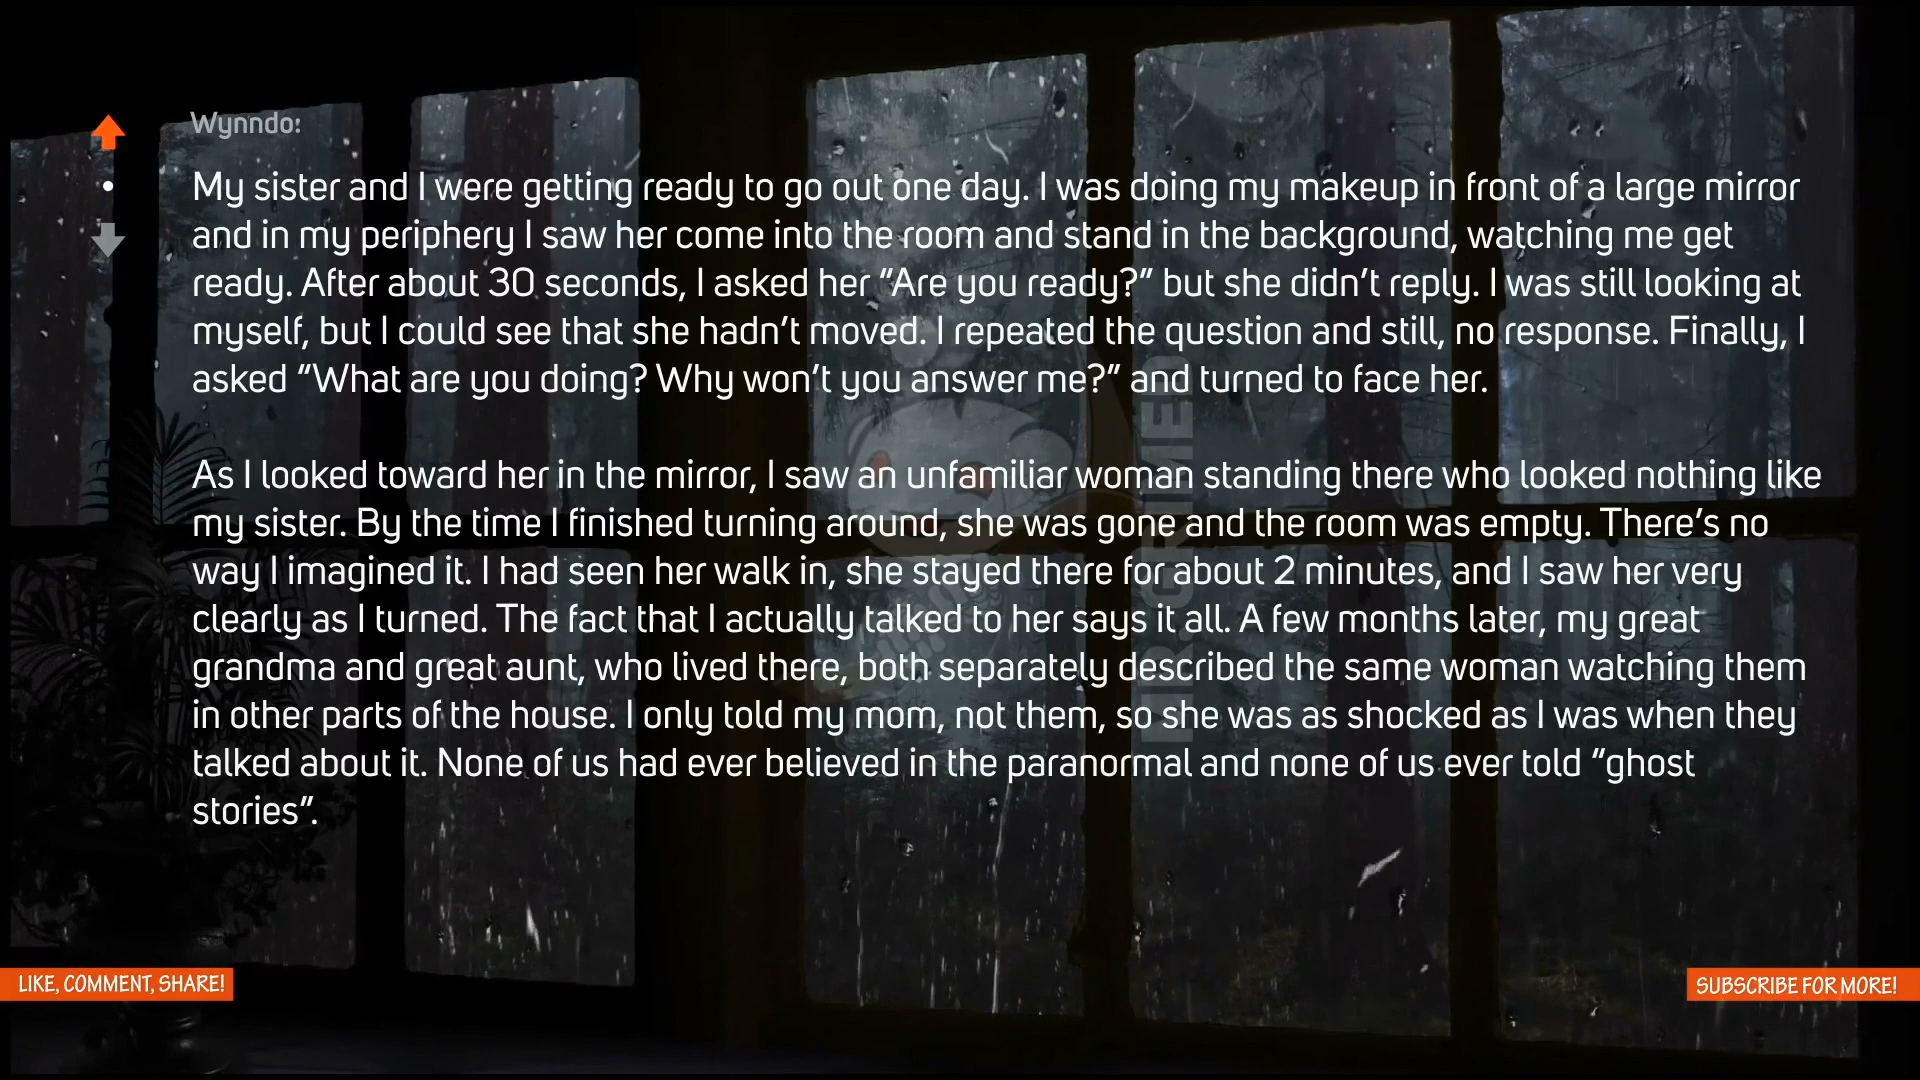 Wynndo:
My sister and I were getting ready to go out one day. I was doing my makeup in front of a large mirror
and in my periphery I saw her come into the room and stand in the background, watching me get
ready. After about 30 seconds, I asked her “Are you ready?” but she didn’t reply. I was still looking at
myself, but I could see that she hadn’t moved. I repeated the question and still, no response. Finally, I
asked “What are you doing? Why won’t you answer me?” and turned to face her.
As I looked toward her in the mirror, I saw an unfamiliar woman standing there who looked nothing like
my sister. By the time I finished turning around, she was gone and the room was empty. There’s no
way I imagined it. I had seen her walk in, she stayed there for about 2 minutes, and I saw her very
clearly as I turned. The fact that I actually talked to her says it all. A few months later, my great
grandma and great aunt, who lived there, both separately described the same woman watching them
in other parts of the house. I only told my mom, not them, so she was as shocked as I was when they
talked about it. None of us had ever believed in the paranormal and none of us ever told “ghost
stories”.
LIKE, COMMENT, SHARE!
SUBSCRIBE FOR MORE!